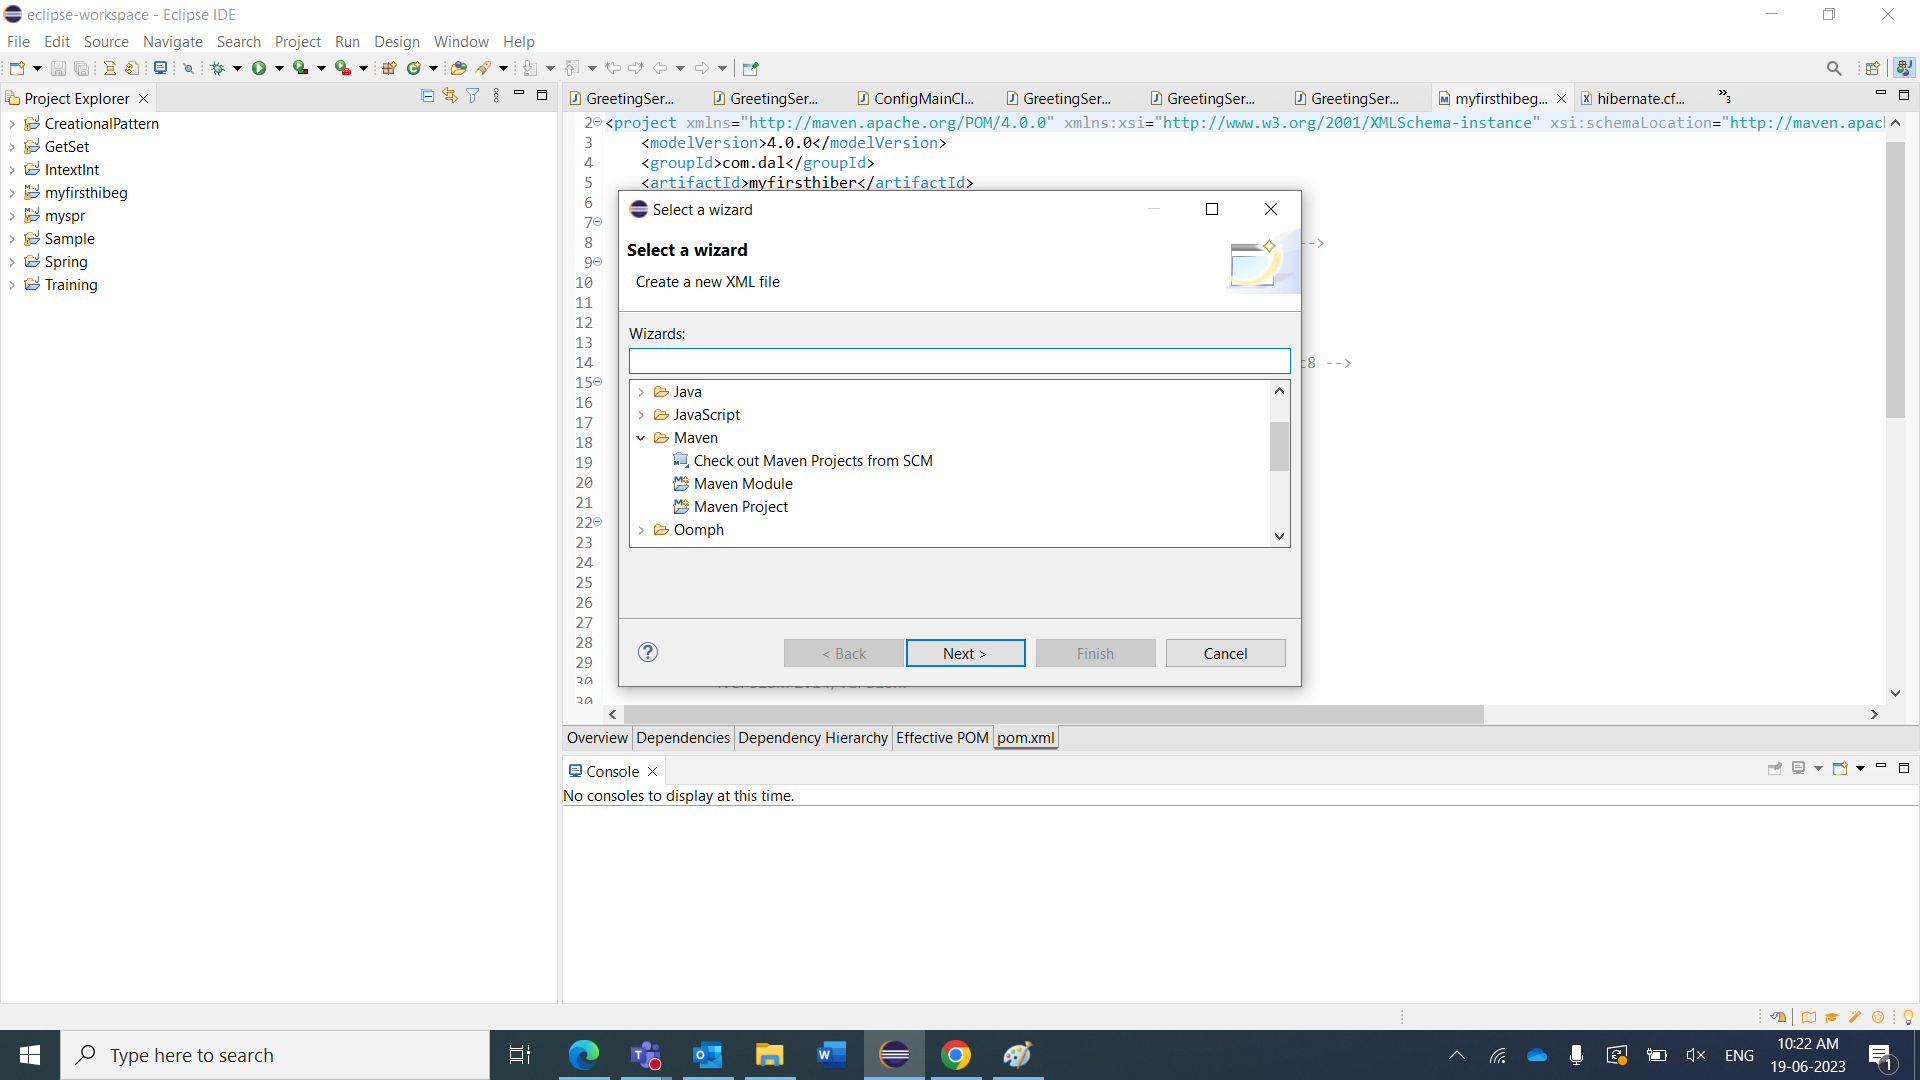 eclipse-workspace - Eclipse IDE
File Edit Source Navigate Search Project Run Design Window Help
Project Explorer
CreationalPattern
GetSet
IntextInt
myfirsthibeg
myspr
Sample
Spring
Training
GreetingSer... GreetingSer... ConfigMainCl... GreetingSer... GreetingSer... GreetingSer... myfirsthibeg... hibernate.cf... »3
2 <project xmlns="http://maven.apache.org/POM/4.0.0" xmlns:xsi="http://www.w3.org/2001/XMLSchema-instance" xsi:schemaLocation="http://maven.apac
3 <modelVersion>4.0.0</modelVersion>
4 <groupId>com.dal</groupId>
5 <artifactId>myfirsthiber</artifactId>
6
7
8 -->
9
10
11
12
13
14 c8 -->
15
16
17
18
19
20
21
22
23
24
25
26
27
28
29
30
30
Select a wizard
Select a wizard
Create a new XML file
Wizards:
Java
JavaScript
Maven
Check out Maven Projects from SCM
Maven Module
Maven Project
Oomph
< Back Next > Finish Cancel
Overview Dependencies Dependency Hierarchy Effective POM pom.xml
Console
No consoles to display at this time.
Type here to search
ENG
10:22 AM
19-06-2023
1